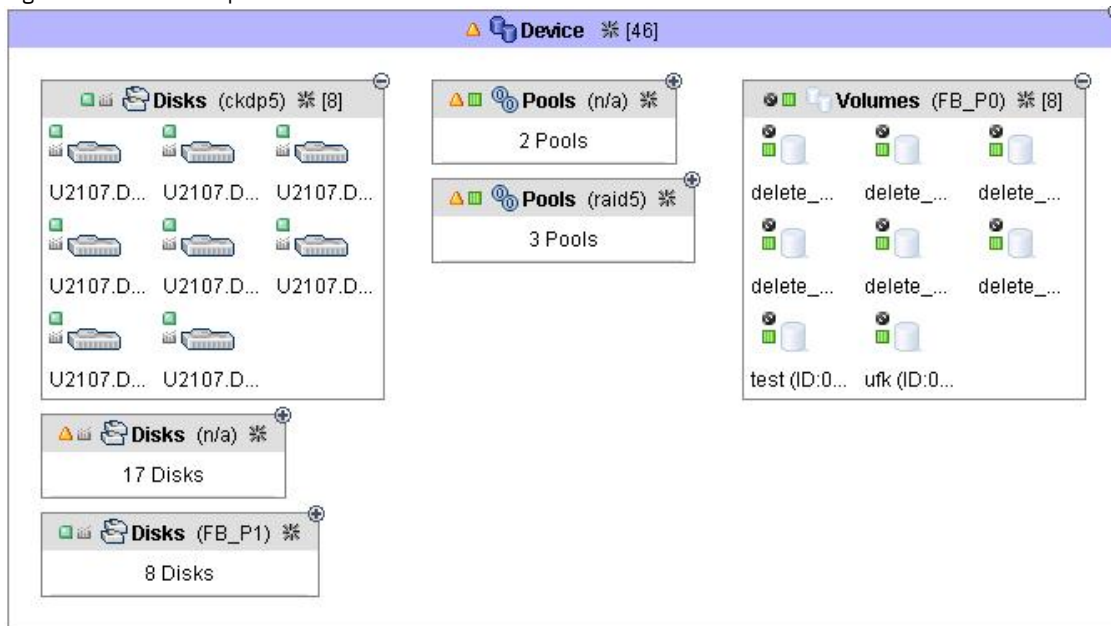 Device [46]
Disks (ckdp5) [8]
U2107.D... U2107.D... U2107.D...
U2107.D... U2107.D... U2107.D...
U2107.D... U2107.D...
Disks (n/a)
17 Disks
Disks (FB_P1)
8 Disks
Pools (n/a)
2 Pools
Pools (raid5)
3 Pools
Volumes (FB_P0) [8]
delete_... delete_... delete_...
delete_... delete_... delete_...
test (ID:0... ufk (ID:0...